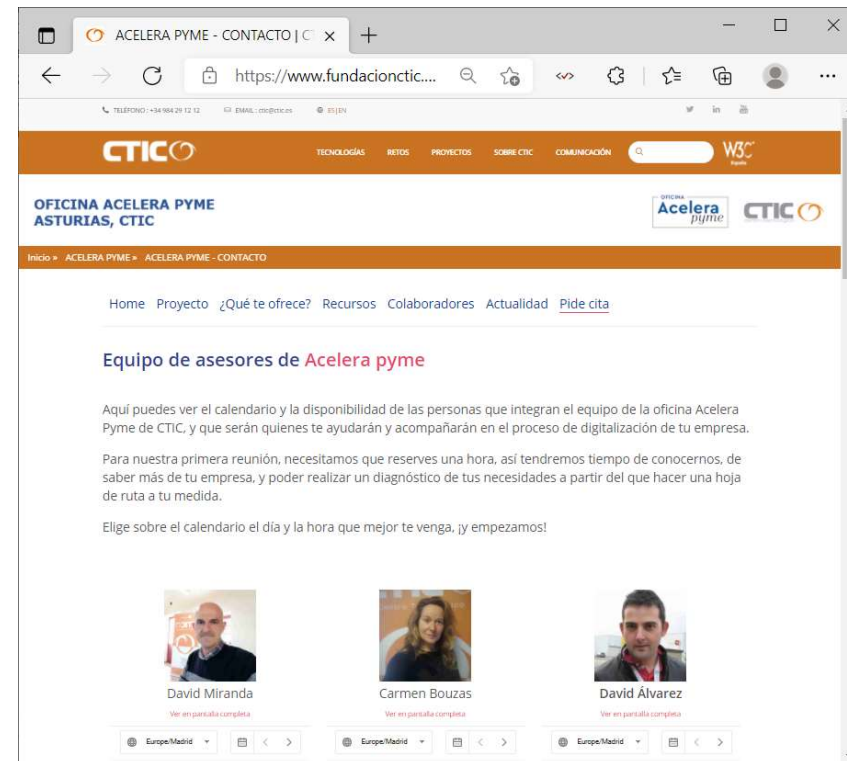 ACELERA PYME - CONTACTO | C
https://www.fundacionctic....
TELÉFONO : +34 984 29 12 12 EMAIL : ctic@ctic.es ES | EN
CTIC TECNOLOGÍAS RETOS PROYECTOS SOBRE CTIC COMUNICACIÓN W3C
OFICINA ACELERA PYME
ASTURIAS, CTIC
OFICINA
Acelera
pyme
CTIC
Inicio » ACELERA PYME » ACELERA PYME - CONTACTO
Home Proyecto ¿Qué te ofrece? Recursos Colaboradores Actualidad Pide cita
Equipo de asesores de Acelera pyme
Aquí puedes ver el calendario y la disponibilidad de las personas que integran el equipo de la oficina Acelera
Pyme de CTIC, y que serán quienes te ayudarán y acompañarán en el proceso de digitalización de tu empresa.
Para nuestra primera reunión, necesitamos que reserves una hora, así tendremos tiempo de conocernos, de
saber más de tu empresa, y poder realizar un diagnóstico de tus necesidades a partir del que hacer una hoja
de ruta a tu medida.
Elige sobre el calendario el día y la hora que mejor te venga, ¡y empezamos!
David Miranda Carmen Bouzas David Álvarez
Ver en pantalla completa Ver en pantalla completa Ver en pantalla completa
Europe/Madrid Europe/Madrid Europe/Madrid